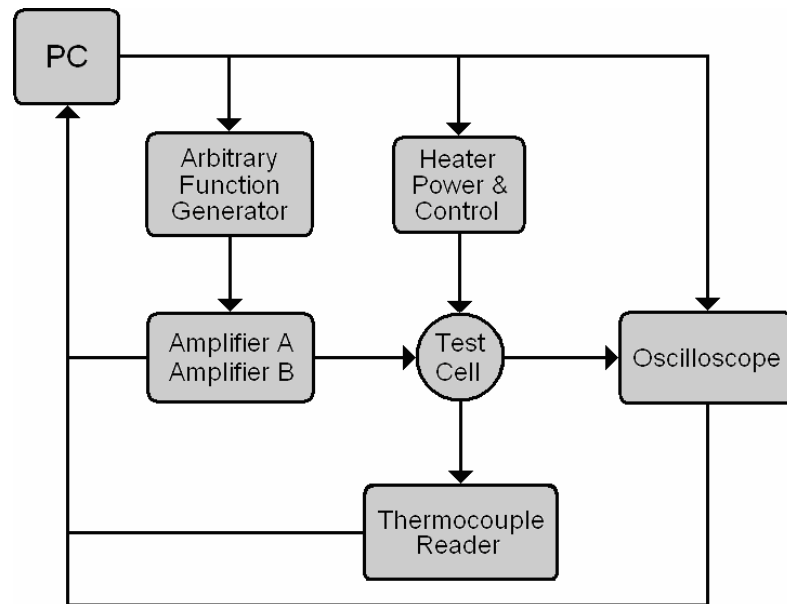 PC
Arbitrary
Function
Generator
Heater
Power &
Control
Amplifier A
Amplifier B
Test
Cell
Oscilloscope
Thermocouple
Reader